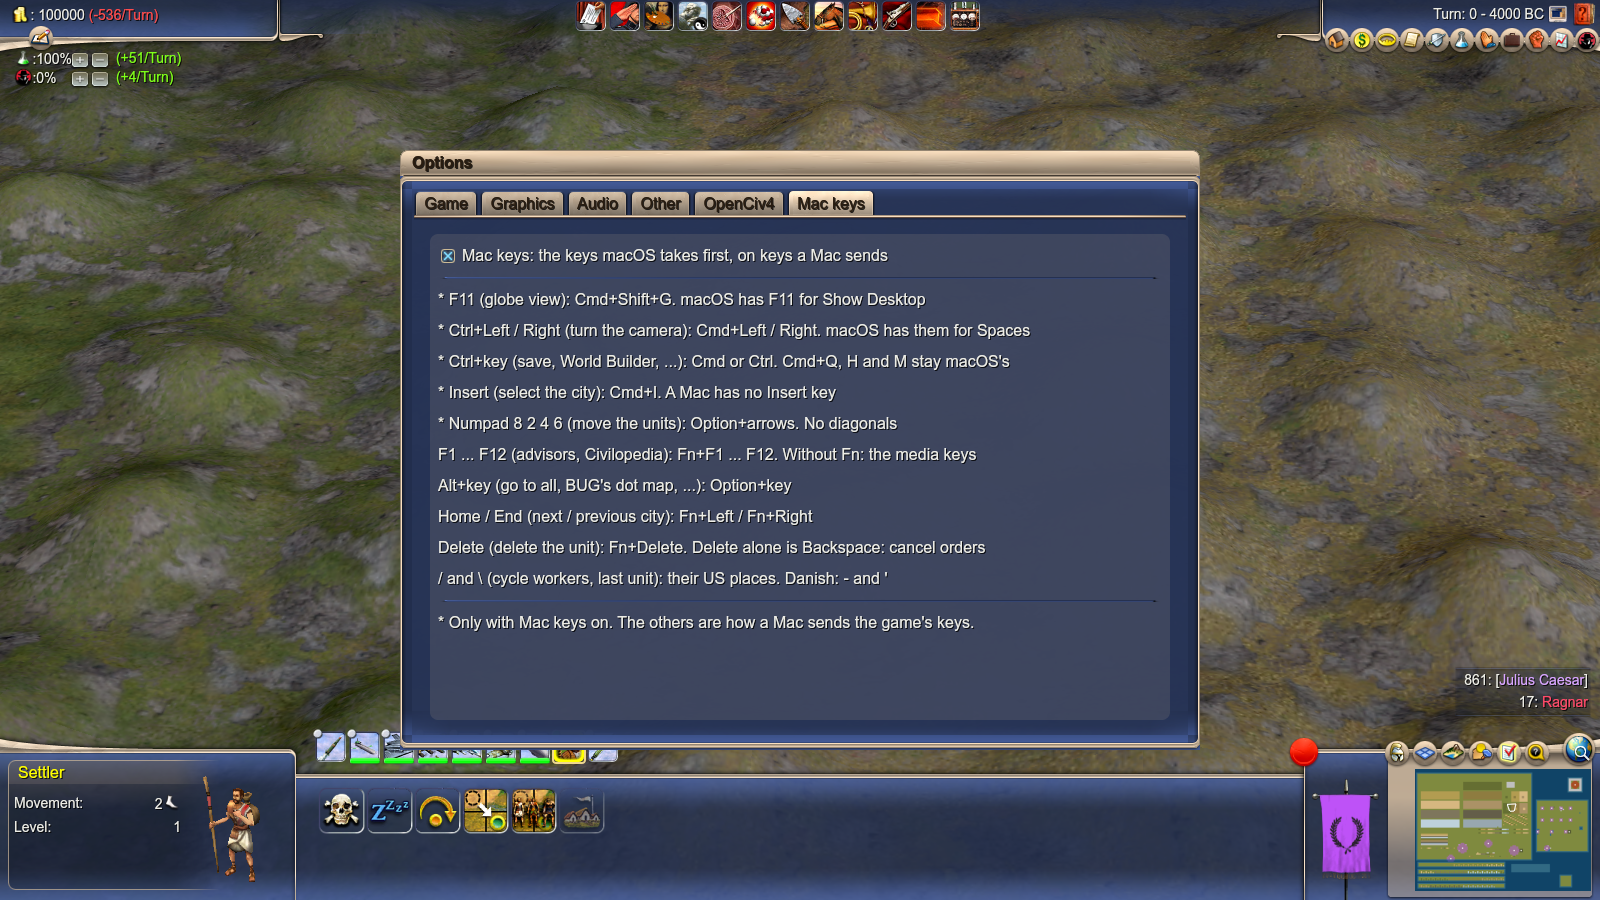 : 100000 (-536/Turn)
Turn: 0 - 4000 BC
:100% (+51/Turn)
:0% (+4/Turn)
Options
Game
Graphics
Audio
Other
OpenCiv4
Mac keys
Mac keys: the keys macOS takes first, on keys a Mac sends
* F11 (globe view): Cmd+Shift+G. macOS has F11 for Show Desktop
* Ctrl+Left / Right (turn the camera): Cmd+Left / Right. macOS has them for Spaces
* Ctrl+key (save, World Builder, ...): Cmd or Ctrl. Cmd+Q, H and M stay macOS's
* Insert (select the city): Cmd+I. A Mac has no Insert key
* Numpad 8 2 4 6 (move the units): Option+arrows. No diagonals
F1 ... F12 (advisors, Civilopedia): Fn+F1 ... F12. Without Fn: the media keys
Alt+key (go to all, BUG's dot map, ...): Option+key
Home / End (next / previous city): Fn+Left / Fn+Right
Delete (delete the unit): Fn+Delete. Delete alone is Backspace: cancel orders
/ and \ (cycle workers, last unit): their US places. Danish: - and '
* Only with Mac keys on. The others are how a Mac sends the game's keys.
861: [Julius Caesar]
17: Ragnar
Settler
Movement: 2
Level: 1
ZZzzz